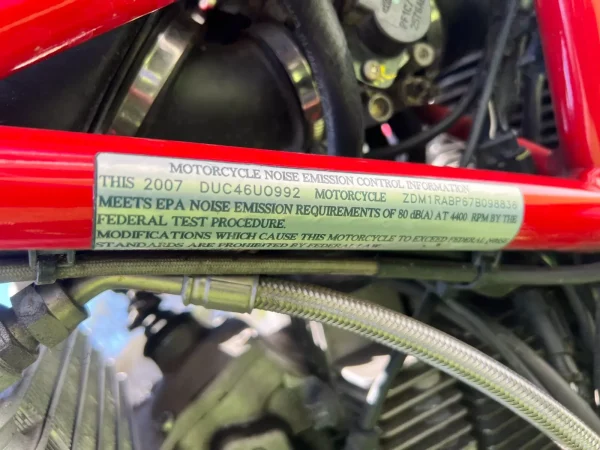 MOTORCYCLE NOISE EMISSION CONTROL INFORMATION
THIS 2007 DUC46U0992 MOTORCYCLE ZDM1RABP67B098838
MEETS EPA NOISE EMISSION REQUIREMENTS OF 80 dB(A) AT 4400 RPM BY THE
FEDERAL TEST PROCEDURE.
MODIFICATIONS WHICH CAUSE THIS MOTORCYCLE TO EXCEED FEDERAL NOISE
STANDARDS ARE PROHIBITED BY FEDERAL LAW